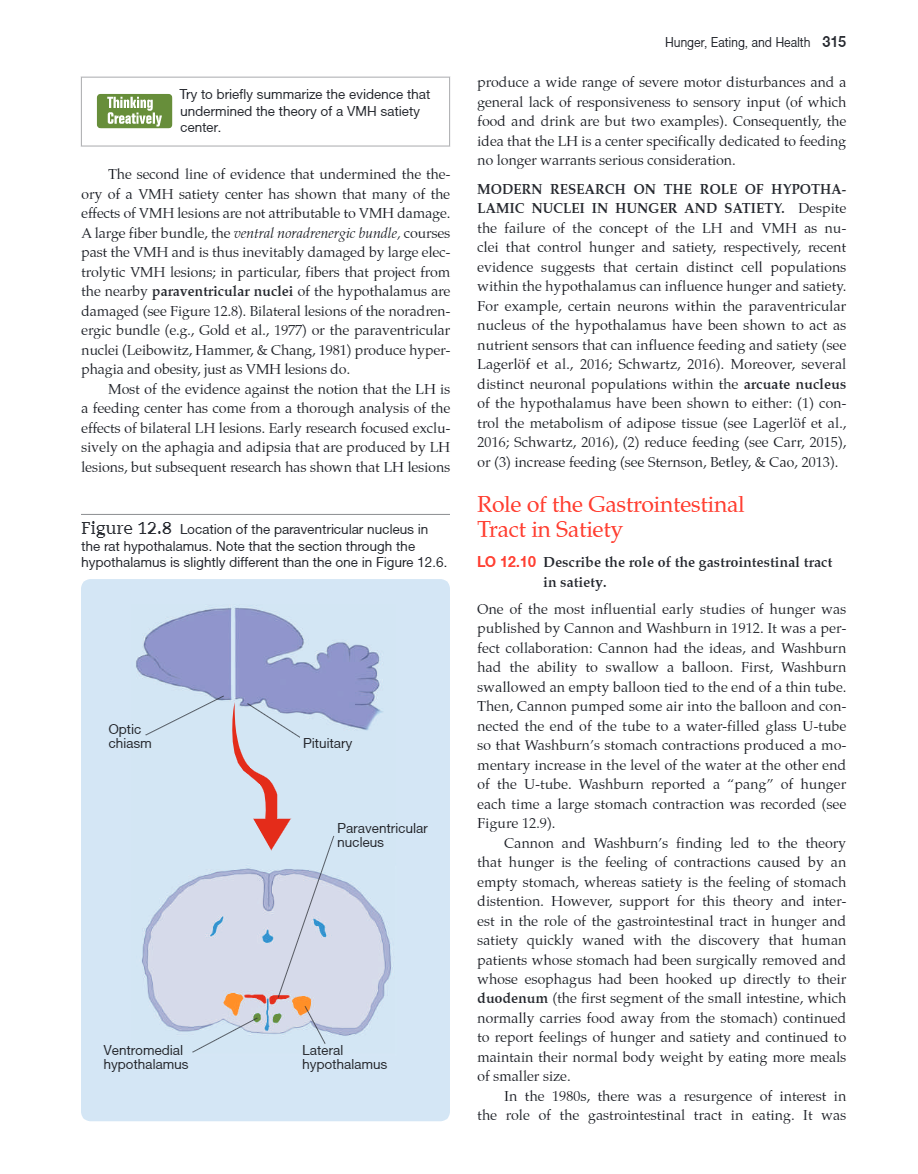 Hunger, Eating, and Health 315
Thinking
Creatively
Try to briefly summarize the evidence that
undermined the theory of a VMH satiety
center.
The second line of evidence that undermined the the-
ory of a VMH satiety center has shown that many of the
effects of VMH lesions are not attributable to VMH damage.
A large fiber bundle, the ventral noradrenergic bundle, courses
past the VMH and is thus inevitably damaged by large elec-
trolytic VMH lesions; in particular, fibers that project from
the nearby paraventricular nuclei of the hypothalamus are
damaged (see Figure 12.8). Bilateral lesions of the noradren-
ergic bundle (e.g., Gold et al., 1977) or the paraventricular
nuclei (Leibowitz, Hammer, & Chang, 1981) produce hyper-
phagia and obesity, just as VMH lesions do.
Most of the evidence against the notion that the LH is
a feeding center has come from a thorough analysis of the
effects of bilateral LH lesions. Early research focused exclu-
sively on the aphagia and adipsia that are produced by LH
lesions, but subsequent research has shown that LH lesions
Figure 12.8 Location of the paraventricular nucleus in
the rat hypothalamus. Note that the section through the
hypothalamus is slightly different than the one in Figure 12.6.
Optic
chiasm
Pituitary
Paraventricular
nucleus
Ventromedial
hypothalamus
Lateral
hypothalamus
produce a wide range of severe motor disturbances and a
general lack of responsiveness to sensory input (of which
food and drink are but two examples). Consequently, the
idea that the LH is a center specifically dedicated to feeding
no longer warrants serious consideration.
MODERN RESEARCH ON THE ROLE OF HYPOTHA-
LAMIC NUCLEI IN HUNGER AND SATIETY. Despite
the failure of the concept of the LH and VMH as nu-
clei that control hunger and satiety, respectively, recent
evidence suggests that certain distinct cell populations
within the hypothalamus can influence hunger and satiety.
For example, certain neurons within the paraventricular
nucleus of the hypothalamus have been shown to act as
nutrient sensors that can influence feeding and satiety (see
Lagerlöf et al., 2016; Schwartz, 2016). Moreover, several
distinct neuronal populations within the arcuate nucleus
of the hypothalamus have been shown to either: (1) con-
trol the metabolism of adipose tissue (see Lagerlöf et al.,
2016; Schwartz, 2016), (2) reduce feeding (see Carr, 2015),
or (3) increase feeding (see Sternson, Betley, & Cao, 2013).
Role of the Gastrointestinal
Tract in Satiety
LO 12.10 Describe the role of the gastrointestinal tract
in satiety.
One of the most influential early studies of hunger was
published by Cannon and Washburn in 1912. It was a per-
fect collaboration: Cannon had the ideas, and Washburn
had the ability to swallow a balloon. First, Washburn
swallowed an empty balloon tied to the end of a thin tube.
Then, Cannon pumped some air into the balloon and con-
nected the end of the tube to a water-filled glass U-tube
so that Washburn's stomach contractions produced a mo-
mentary increase in the level of the water at the other end
of the U-tube. Washburn reported a “pang” of hunger
each time a large stomach contraction was recorded (see
Figure 12.9).
Cannon and Washburn's finding led to the theory
that hunger is the feeling of contractions caused by an
empty stomach, whereas satiety is the feeling of stomach
distention. However, support for this theory and inter-
est in the role of the gastrointestinal tract in hunger and
satiety quickly waned with the discovery that human
patients whose stomach had been surgically removed and
whose esophagus had been hooked up directly to their
duodenum (the first segment of the small intestine, which
normally carries food away from the stomach) continued
to report feelings of hunger and satiety and continued to
maintain their normal body weight by eating more meals
of smaller size.
In the 1980s, there was a resurgence of interest in
the role of the gastrointestinal tract in eating. It was